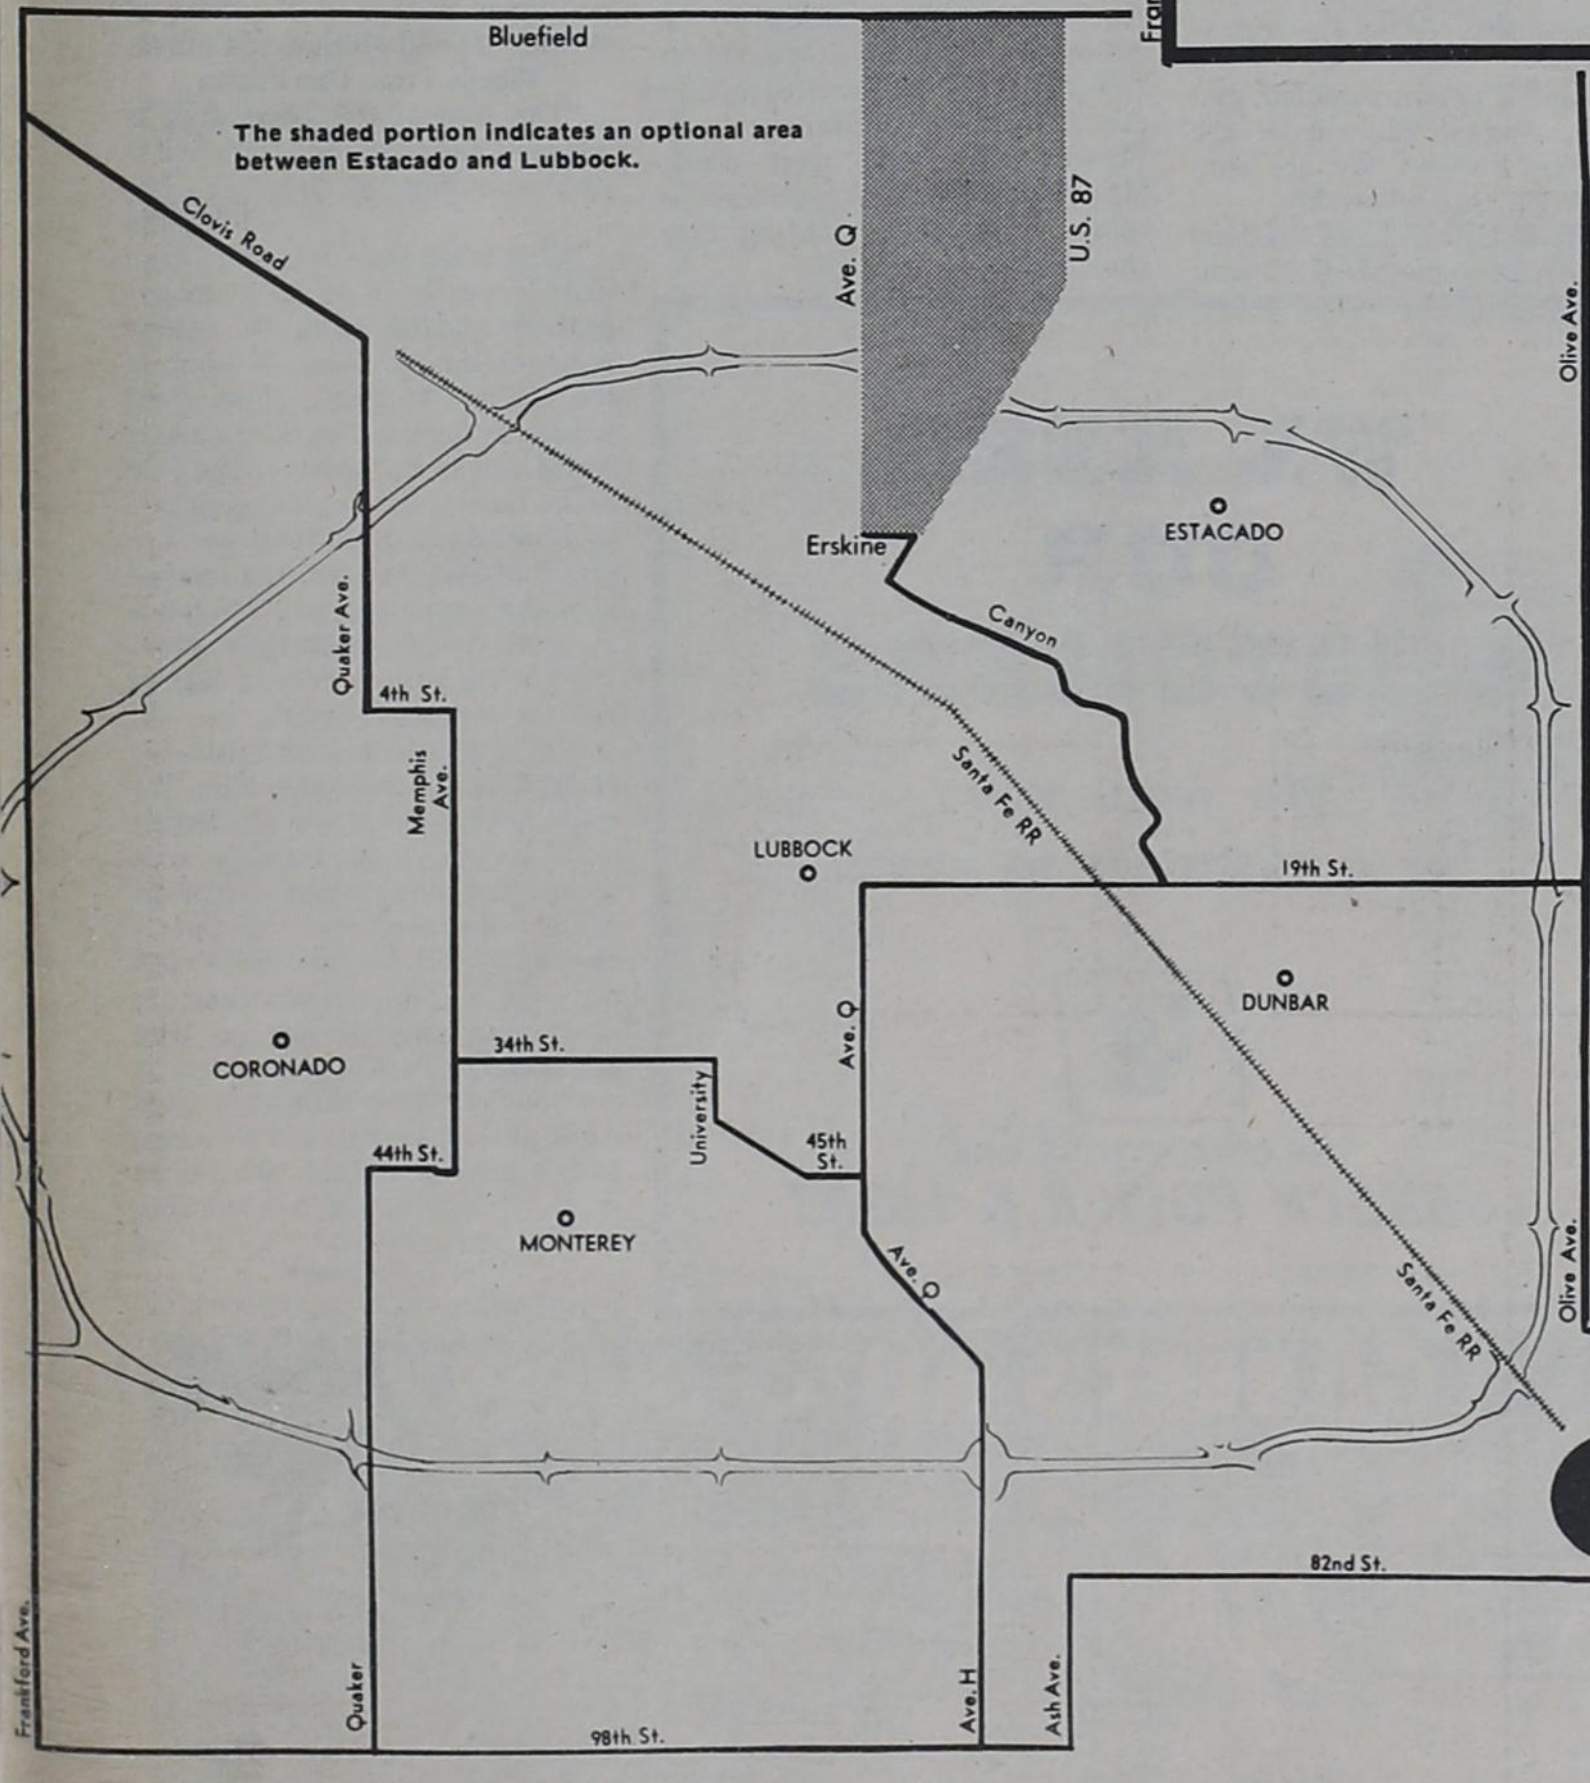 Bluefield
Fran
The shaded portion indicates an optional area
between Estacado and Lubbock.
Clovis Road
Ave. Q
U.S. 87
Olive Ave.
ESTACADO
Erskine
Canyon
Quaker Ave.
4th St.
Memphis
Ave.
Santa Fe RR
LUBBOCK
19th St.
DUNBAR
Ave. Q
34th St.
CORONADO
University
45th
St.
44th St.
MONTEREY
Ave. Q
Olive Ave.
Santa Fe RR
82nd St.
Frankford Ave.
Quaker
Ave. H
Ash Ave.
98th St.